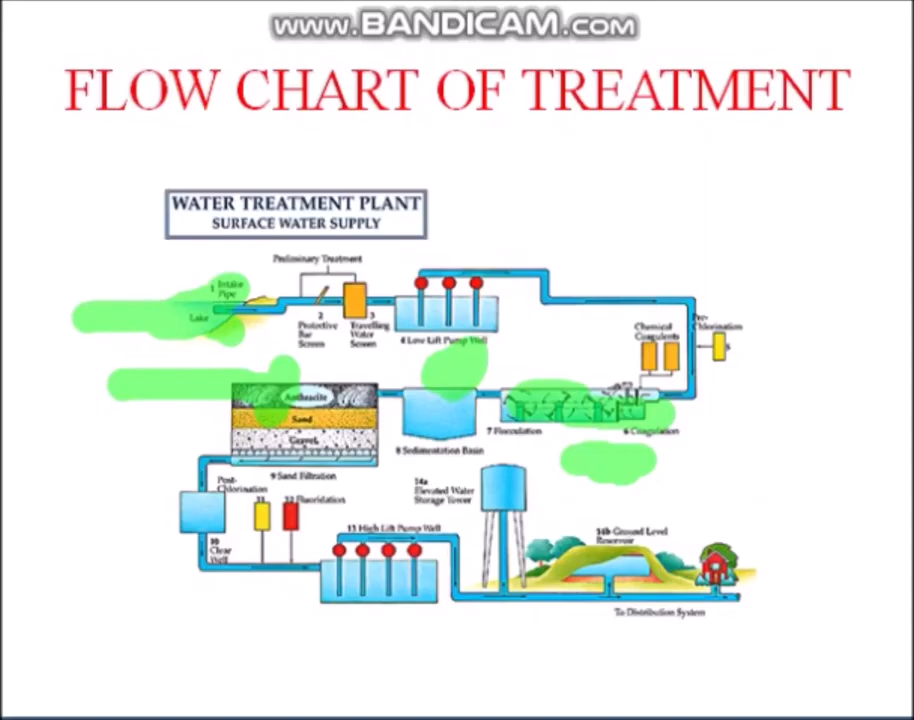 www.BANDICAM.com
FLOW CHART OF TREATMENT
WATER TREATMENT PLANT
SURFACE WATER SUPPLY
Preliminary Treatment
1 Intake
Pipe
Lake
2
Protective
Bar
Screen
3
Travelling
Water
Screen
4 Low Lift Pump Well
Chemical
Coagulents
Pre-
Chlorination
5
6 Coagulation
7 Flocculation
8 Sedimentation Basin
Anthracite
Sand
Gravel
9 Sand Filtration
Post-
Chlorination
10
Clear
Well
11
12 Fluoridation
13 High Lift Pump Well
14a
Elevated Water
Storage Tower
14b Ground Level
Reservoir
To Distribution System